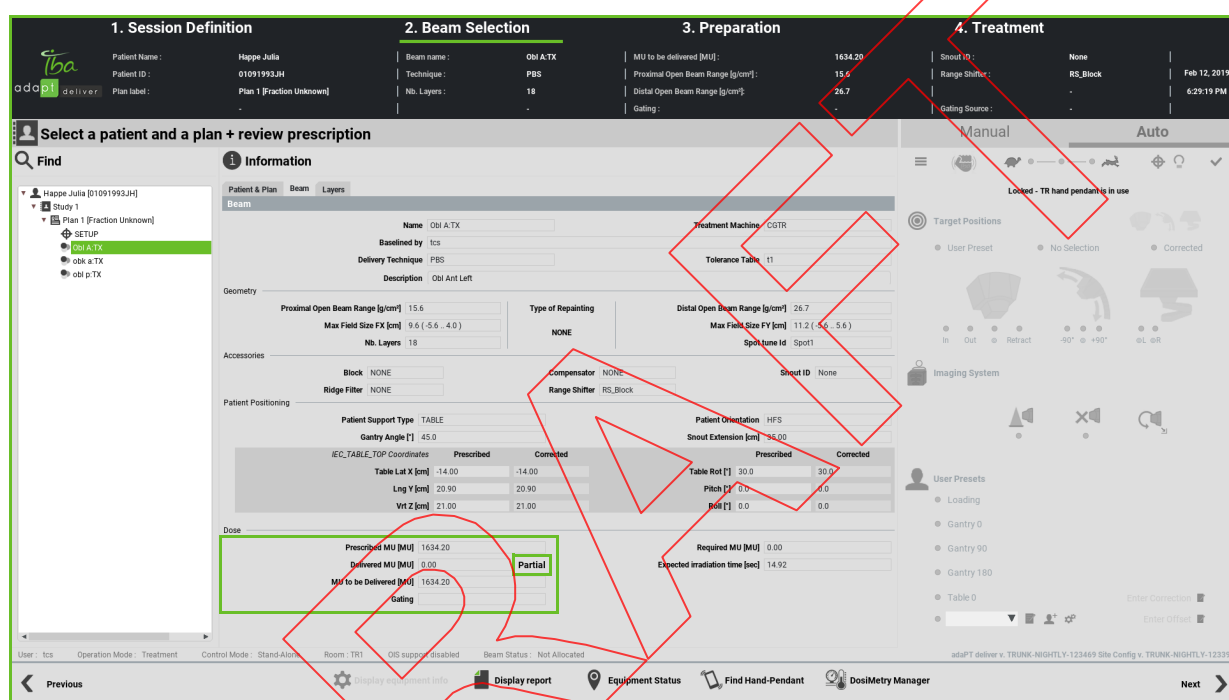 1. Session Definition 2. Beam Selection 3. Preparation 4. Treatment
iba
adapt deliver
Patient Name : Happe Julia Beam name : Obl A:TX MU to be delivered [MU] : 1634.20 Snout ID : None
Patient ID : 01091993.JH Technique : PBS Proximal Open Beam Range [g/cm²] : 15.6 Range Shifter : RS_Block Feb 12, 2019
Plan label : Plan 1 [Fraction Unknown] Nb. Layers : 18 Distal Open Beam Range [g/cm²]: 26.7 - 6:29:19 PM
- - Gating : Gating Source : -
Select a patient and a plan + review prescription Manual Auto
Find Information
Locked - TR hand pendant is in use
Happe Julia [01091993.JH]
Study 1
Plan 1 [Fraction Unknown]
SETUP
Obl A:TX
obk a:TX
obl p:TX
Patient & Plan Beam Layers
Beam
Name Obl A:TX Treatment Machine CGTR
Baselined by tcs
Delivery Technique PBS Tolerance Table t1
Description Obl Ant Left
Geometry
Proximal Open Beam Range [g/cm²] 15.6 Type of Repainting Distal Open Beam Range [g/cm²] 26.7
Max Field Size FX [cm] 9.6 ( -5.6 .. 4.0 ) NONE Max Field Size FY [cm] 11.2 ( -5.6 .. 5.6 )
Nb. Layers 18 Spot tune Id Spot1
Accessories
Block NONE Compensator NONE Snout ID None
Ridge Filter NONE Range Shifter RS_Block
Patient Positioning
Patient Support Type TABLE Patient Orientation HFS
Gantry Angle [°] 45.0 Snout Extension [cm] 35.00
IEC_TABLE_TOP Coordinates Prescribed Corrected Prescribed Corrected
Table Lat X [cm] -14.00 -14.00 Table Rot [°] 30.0 30.0
Lng Y [cm] 20.90 20.90 Pitch [°] 0.0 0.0
Vrt Z [cm] 21.00 21.00 Roll [°] 0.0 0.0
Dose
Prescribed MU [MU] 1634.20 Required MU [MU] 0.00
Delivered MU [MU] 0.00 Partial Expected irradiation time [sec] 14.92
MU to be Delivered [MU] 1634.20
Gating
Target Positions
User Preset No Selection Corrected
In Out Retract -90° +90° L R
Imaging System
User Presets
Loading
Gantry 0
Gantry 90
Gantry 180
Table 0 Enter Correction
Enter Offset
User : tcs Operation Mode : Treatment Control Mode : Stand-Alone Room : TR1 OIS support disabled Beam Status : Not Allocated adaPT deliver v. TRUNK-NIGHTLY-123469 Site Config v. TRUNK-NIGHTLY-12339
Previous Display equipment info Display report Equipment Status Find Hand-Pendant DosiMetry Manager Next